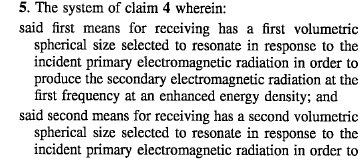 5. The system of claim 4 wherein:
said first means for receiving has a first volumetric
spherical size selected to resonate in response to the
incident primary electromagnetic radiation in order to
produce the secondary electromagnetic radiation at the
first frequency at an enhanced energy density; and
said second means for receiving has a second volumetric
spherical size selected to resonate in response to the
incident primary electromagnetic radiation in order to